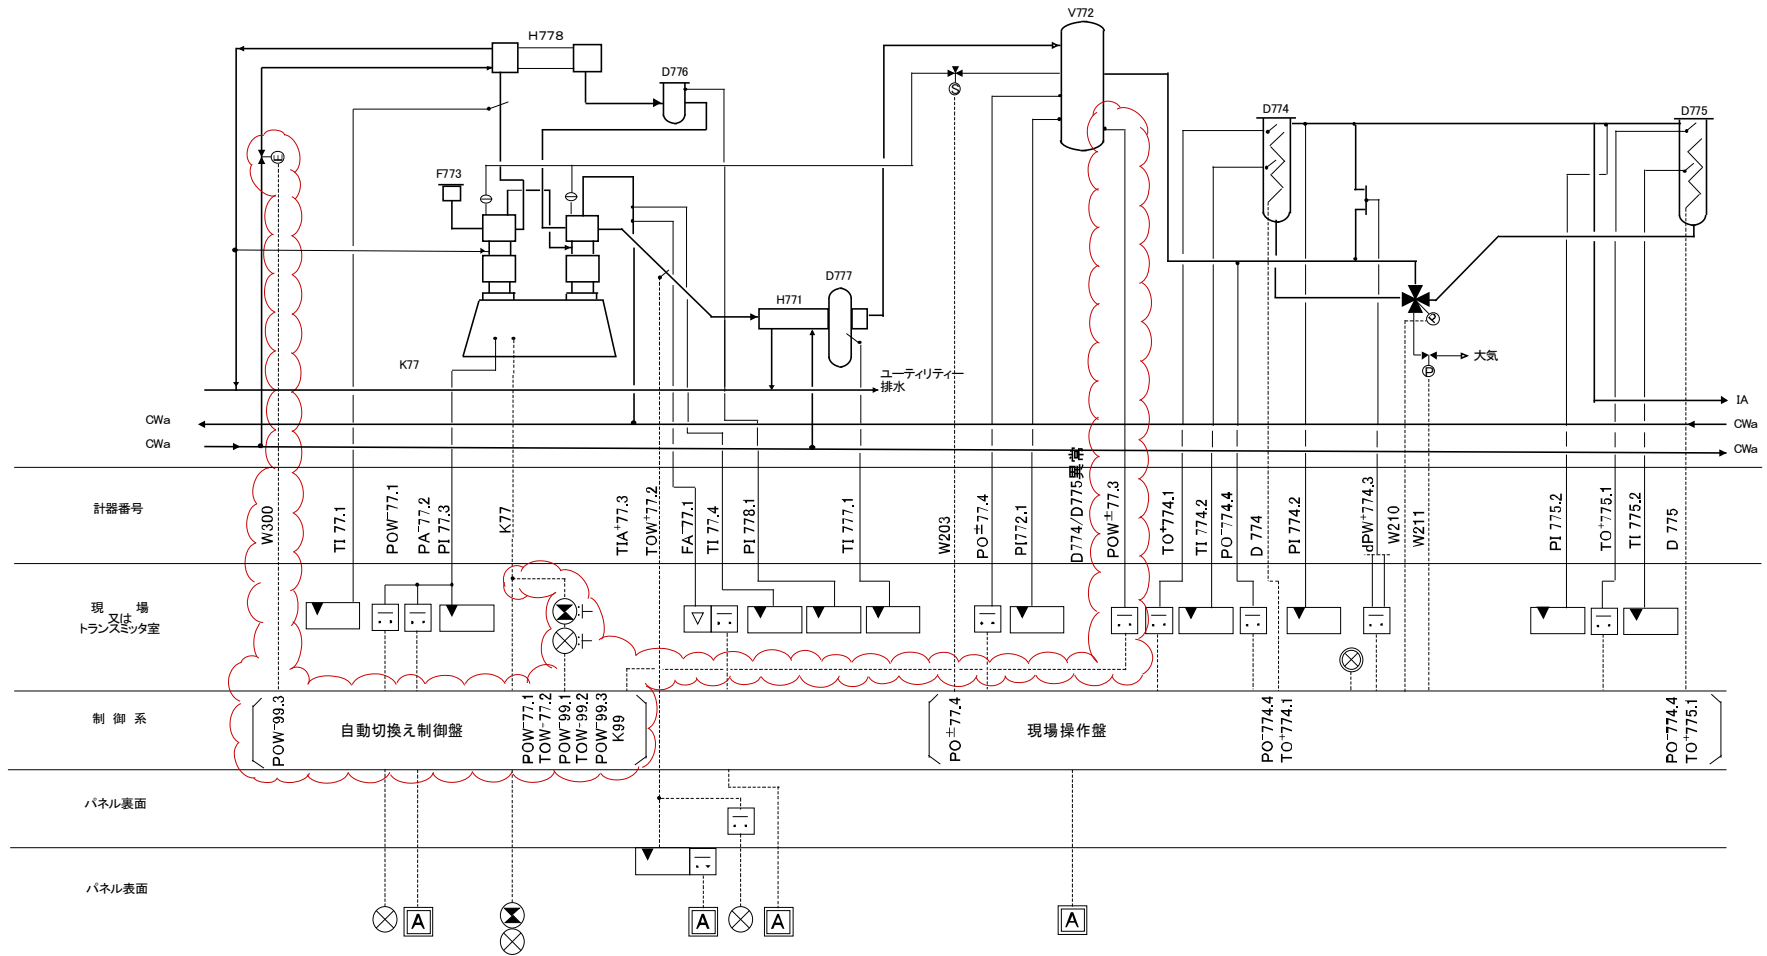 V772
H778
D776
D774
D775
F773
D777
H771
K77
ユーティリティー
排水
大気
IA
CWa
CWa
CWa
CWa
S
E
P
P
計器番号
W300
TI 77.1
POW⁻77.1
PA⁻77.2
PI 77.3
K77
TIA⁺77.3
TOW⁺77.2
FA⁻77.1
TI 77.4
PI 778.1
TI 777.1
W203
PO±77.4
PI772.1
D774/D775異常
POW±77.3
TO⁺774.1
TI 774.2
PO⁻774.4
D 774
PI 774.2
dPW⁺774.3
W210
W211
PI 775.2
TO⁺775.1
TI 775.2
D 775
現　場
又は
トランスミッタ室
制 御 系
POW⁻99.3
自動切換え制御盤
POW⁻77.1
TOW⁻77.2
POW⁻99.1
TOW⁻99.2
POW⁻99.3
K99
PO±77.4
現場操作盤
PO⁻774.4
TO⁺774.1
PO⁻774.4
TO⁺775.1
パネル裏面
パネル表面
A
A
A
A